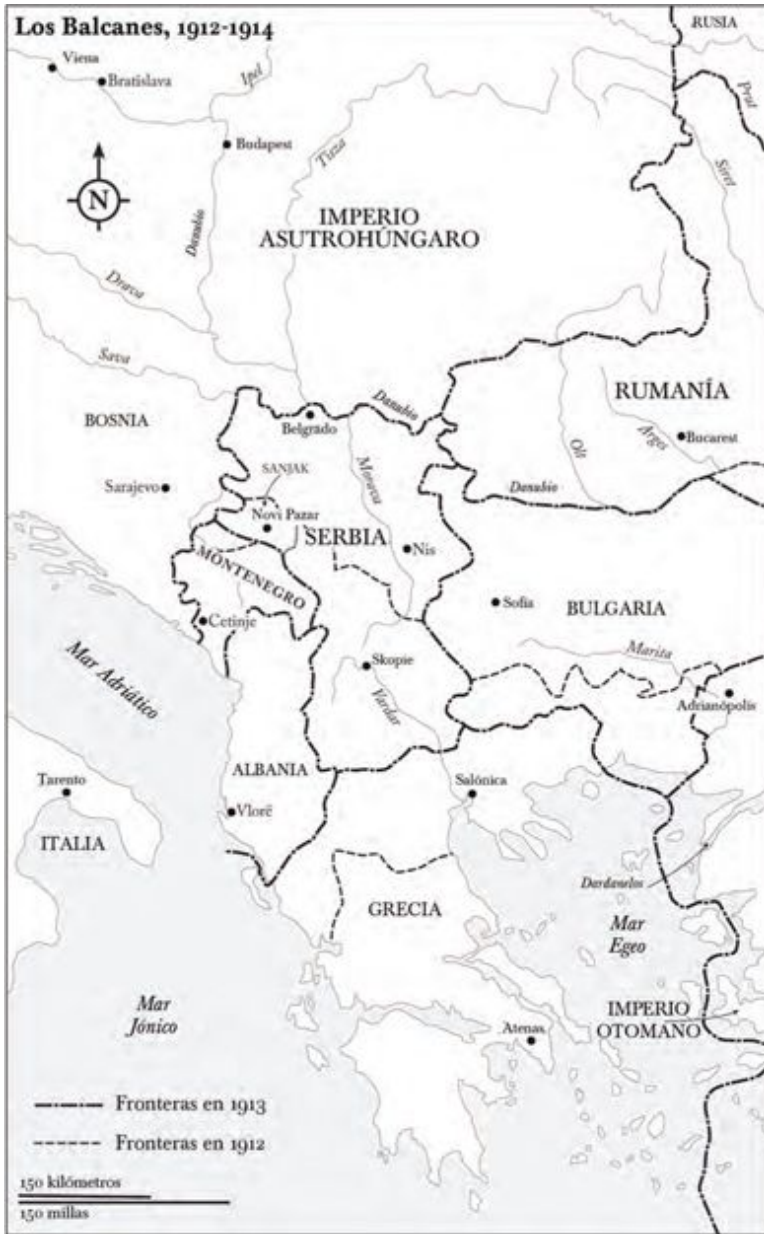 Los Balcanes, 1912-1914
RUSIA
Viena
Bratislava
Ipel
Prut
Budapest
Tisza
Siret
N
IMPERIO
ASUTROHÚNGARO
Danubio
Drava
Sava
RUMANÍA
BOSNIA
Danubio
Belgrado
Bucarest
Arges
Olt
Morava
SANJAK
Sarajevo
Danubio
Novi Pazar
SERBIA
Nis
MONTENEGRO
Sofía
BULGARIA
Cetinje
Marita
Mar Adriático
Skopie
Adrianópolis
Vardar
ALBANIA
Tarento
Salónica
Vlorë
ITALIA
Dardanelos
GRECIA
Mar
Egeo
Mar
Jónico
IMPERIO
OTOMANO
Atenas
Fronteras en 1913
Fronteras en 1912
150 kilómetros
150 millas